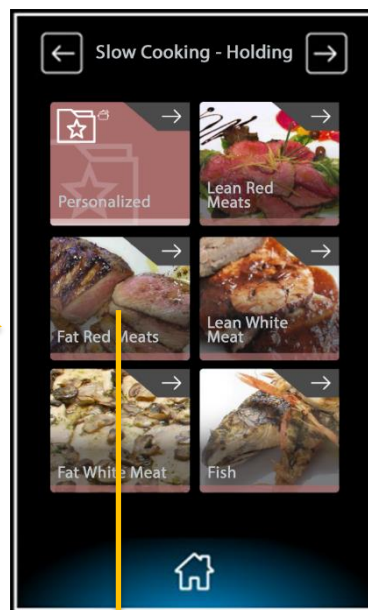 Slow Cooking - Holding
Personalized
Lean Red
Meats
Fat Red Meats
Lean White
Meat
Fat White Meat
Fish